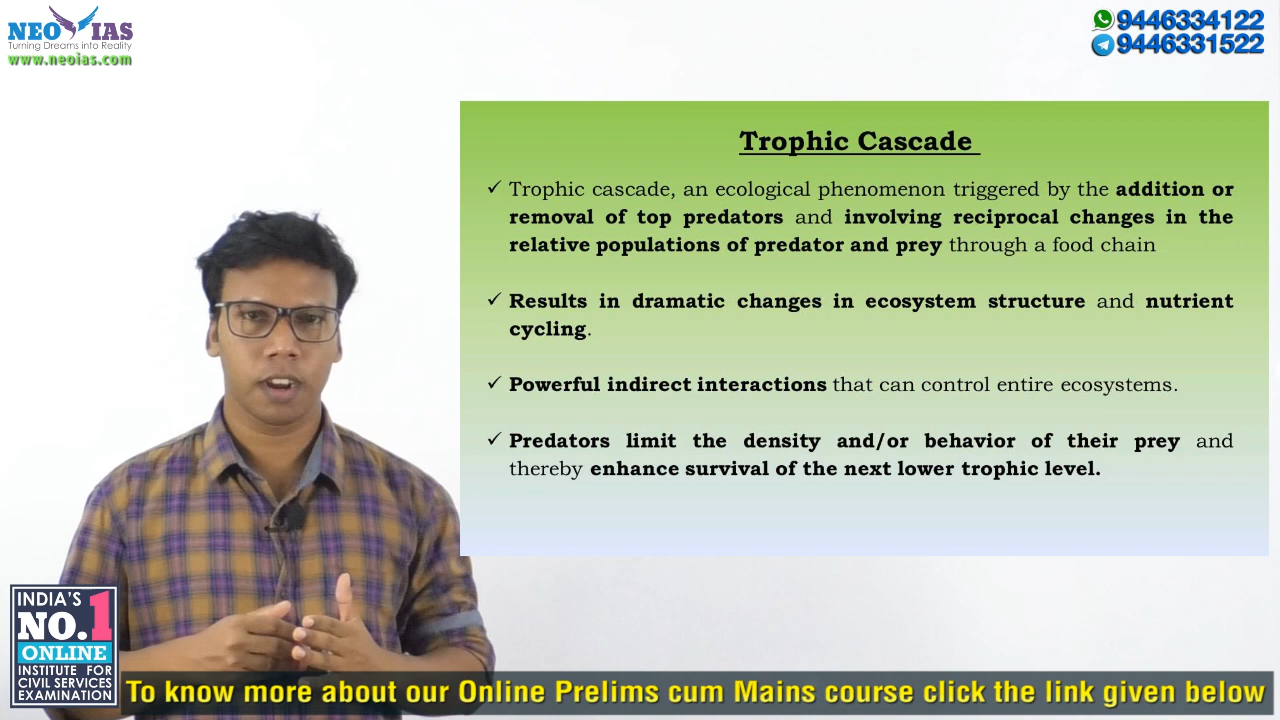 NEO IAS
Turning Dreams into Reality
www.neoias.com
9446334122
9446331522
Trophic Cascade
✓ Trophic cascade, an ecological phenomenon triggered by the addition or
removal of top predators and involving reciprocal changes in the
relative populations of predator and prey through a food chain
✓ Results in dramatic changes in ecosystem structure and nutrient
cycling.
✓ Powerful indirect interactions that can control entire ecosystems.
✓ Predators limit the density and/or behavior of their prey and
thereby enhance survival of the next lower trophic level.
INDIA'S
NO.1
ONLINE
INSTITUTE FOR
CIVIL SERVICES
EXAMINATION
To know more about our Online Prelims cum Mains course click the link given below